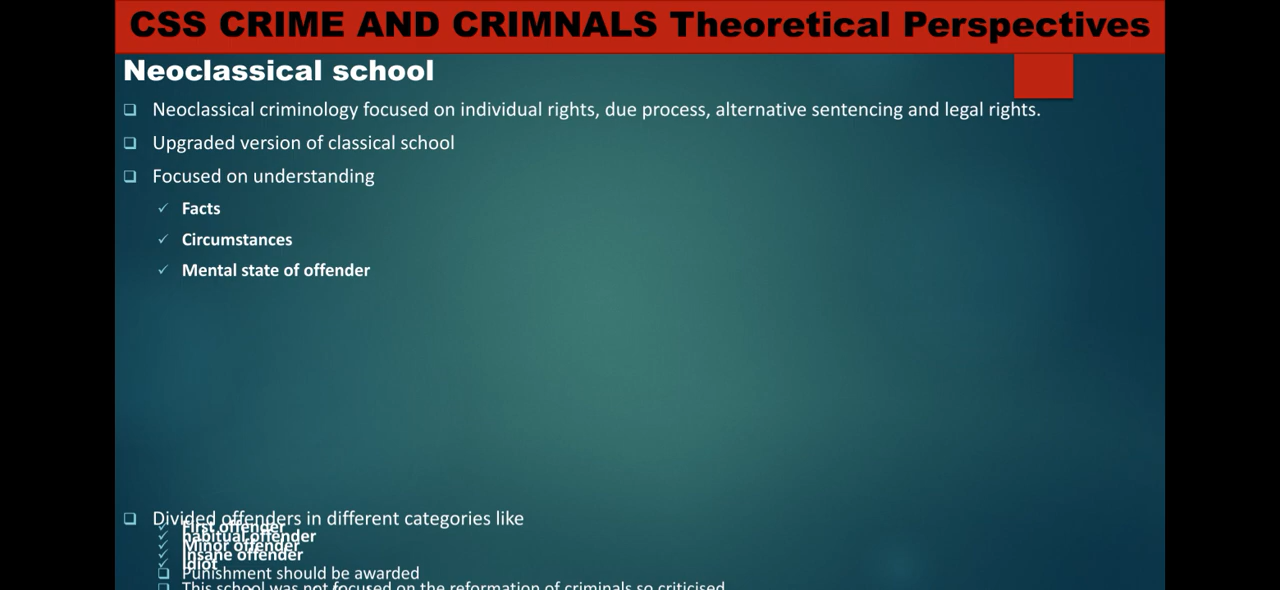 CSS CRIME AND CRIMNALS Theoretical Perspectives
Neoclassical school
Neoclassical criminology focused on individual rights, due process, alternative sentencing and legal rights.
Upgraded version of classical school
Focused on understanding
Facts
Circumstances
Mental state of offender
Divided offenders in different categories like
First offender
habitual offender
Minor offender
Insane offender
Idiot
Punishment should be awarded
This school was not focused on the reformation of criminals so criticised